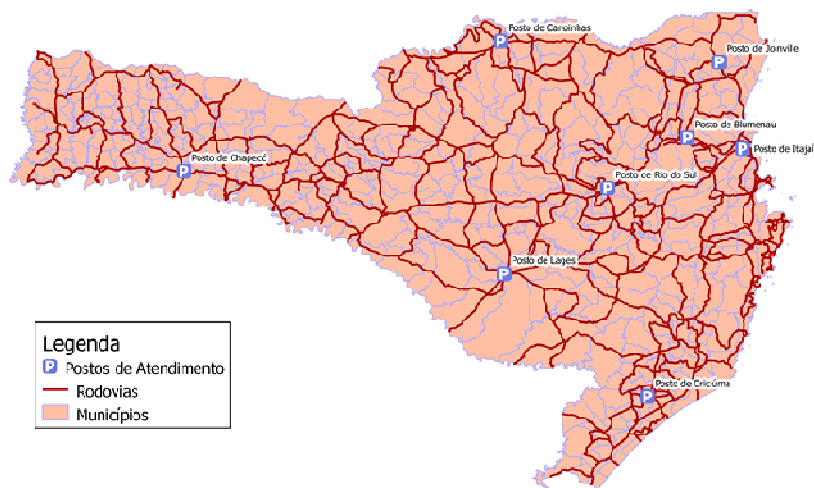 Posto de Canoinhas
Posto de Jonville
Posto de Blumenau
Posto de Itajaí
Posto de Chapecó
Posto de Rio do Sul
Posto de Lages
Posto de Criciúma
Legenda
P Postos de Atendimento
Rodovias
Municípios